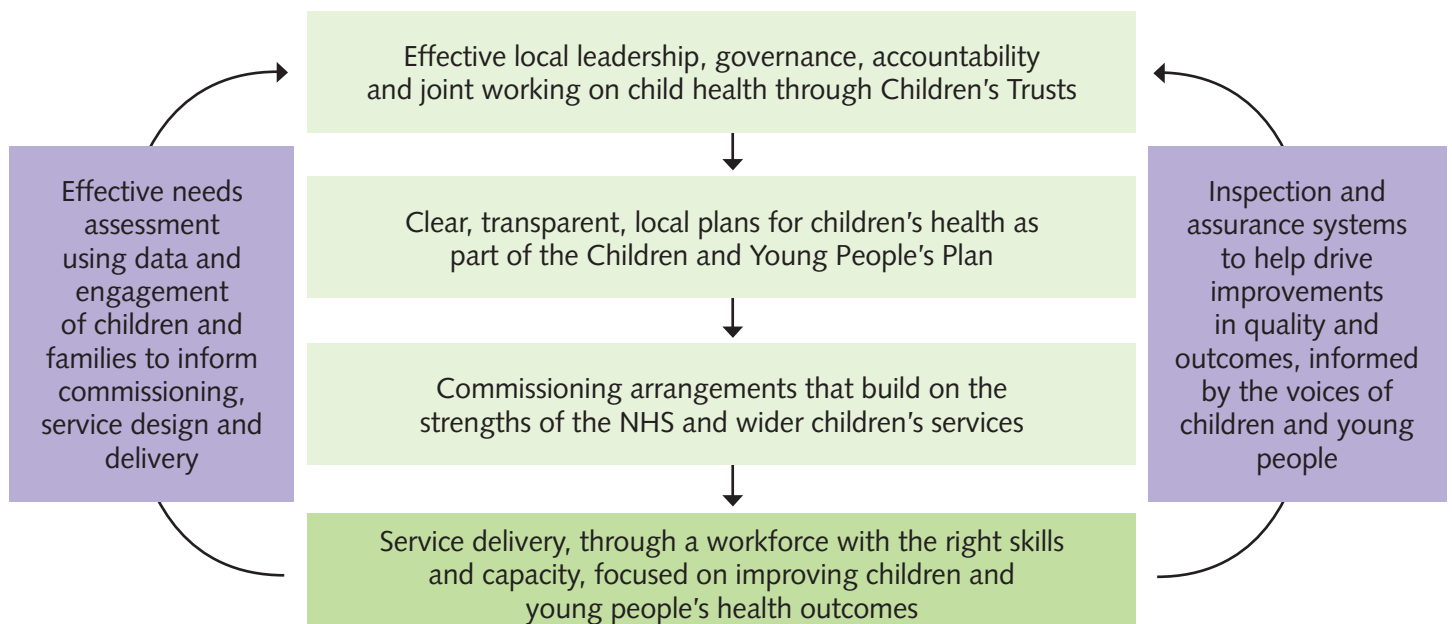 Effective local leadership, governance, accountability
and joint working on child health through Children’s Trusts
Effective needs
assessment
using data and
engagement
of children and
families to inform
commissioning,
service design and
delivery
Clear, transparent, local plans for children’s health as
part of the Children and Young People’s Plan
Commissioning arrangements that build on the
strengths of the NHS and wider children’s services
Inspection and
assurance systems
to help drive
improvements
in quality and
outcomes, informed
by the voices of
children and young
people
Service delivery, through a workforce with the right skills
and capacity, focused on improving children and
young people’s health outcomes